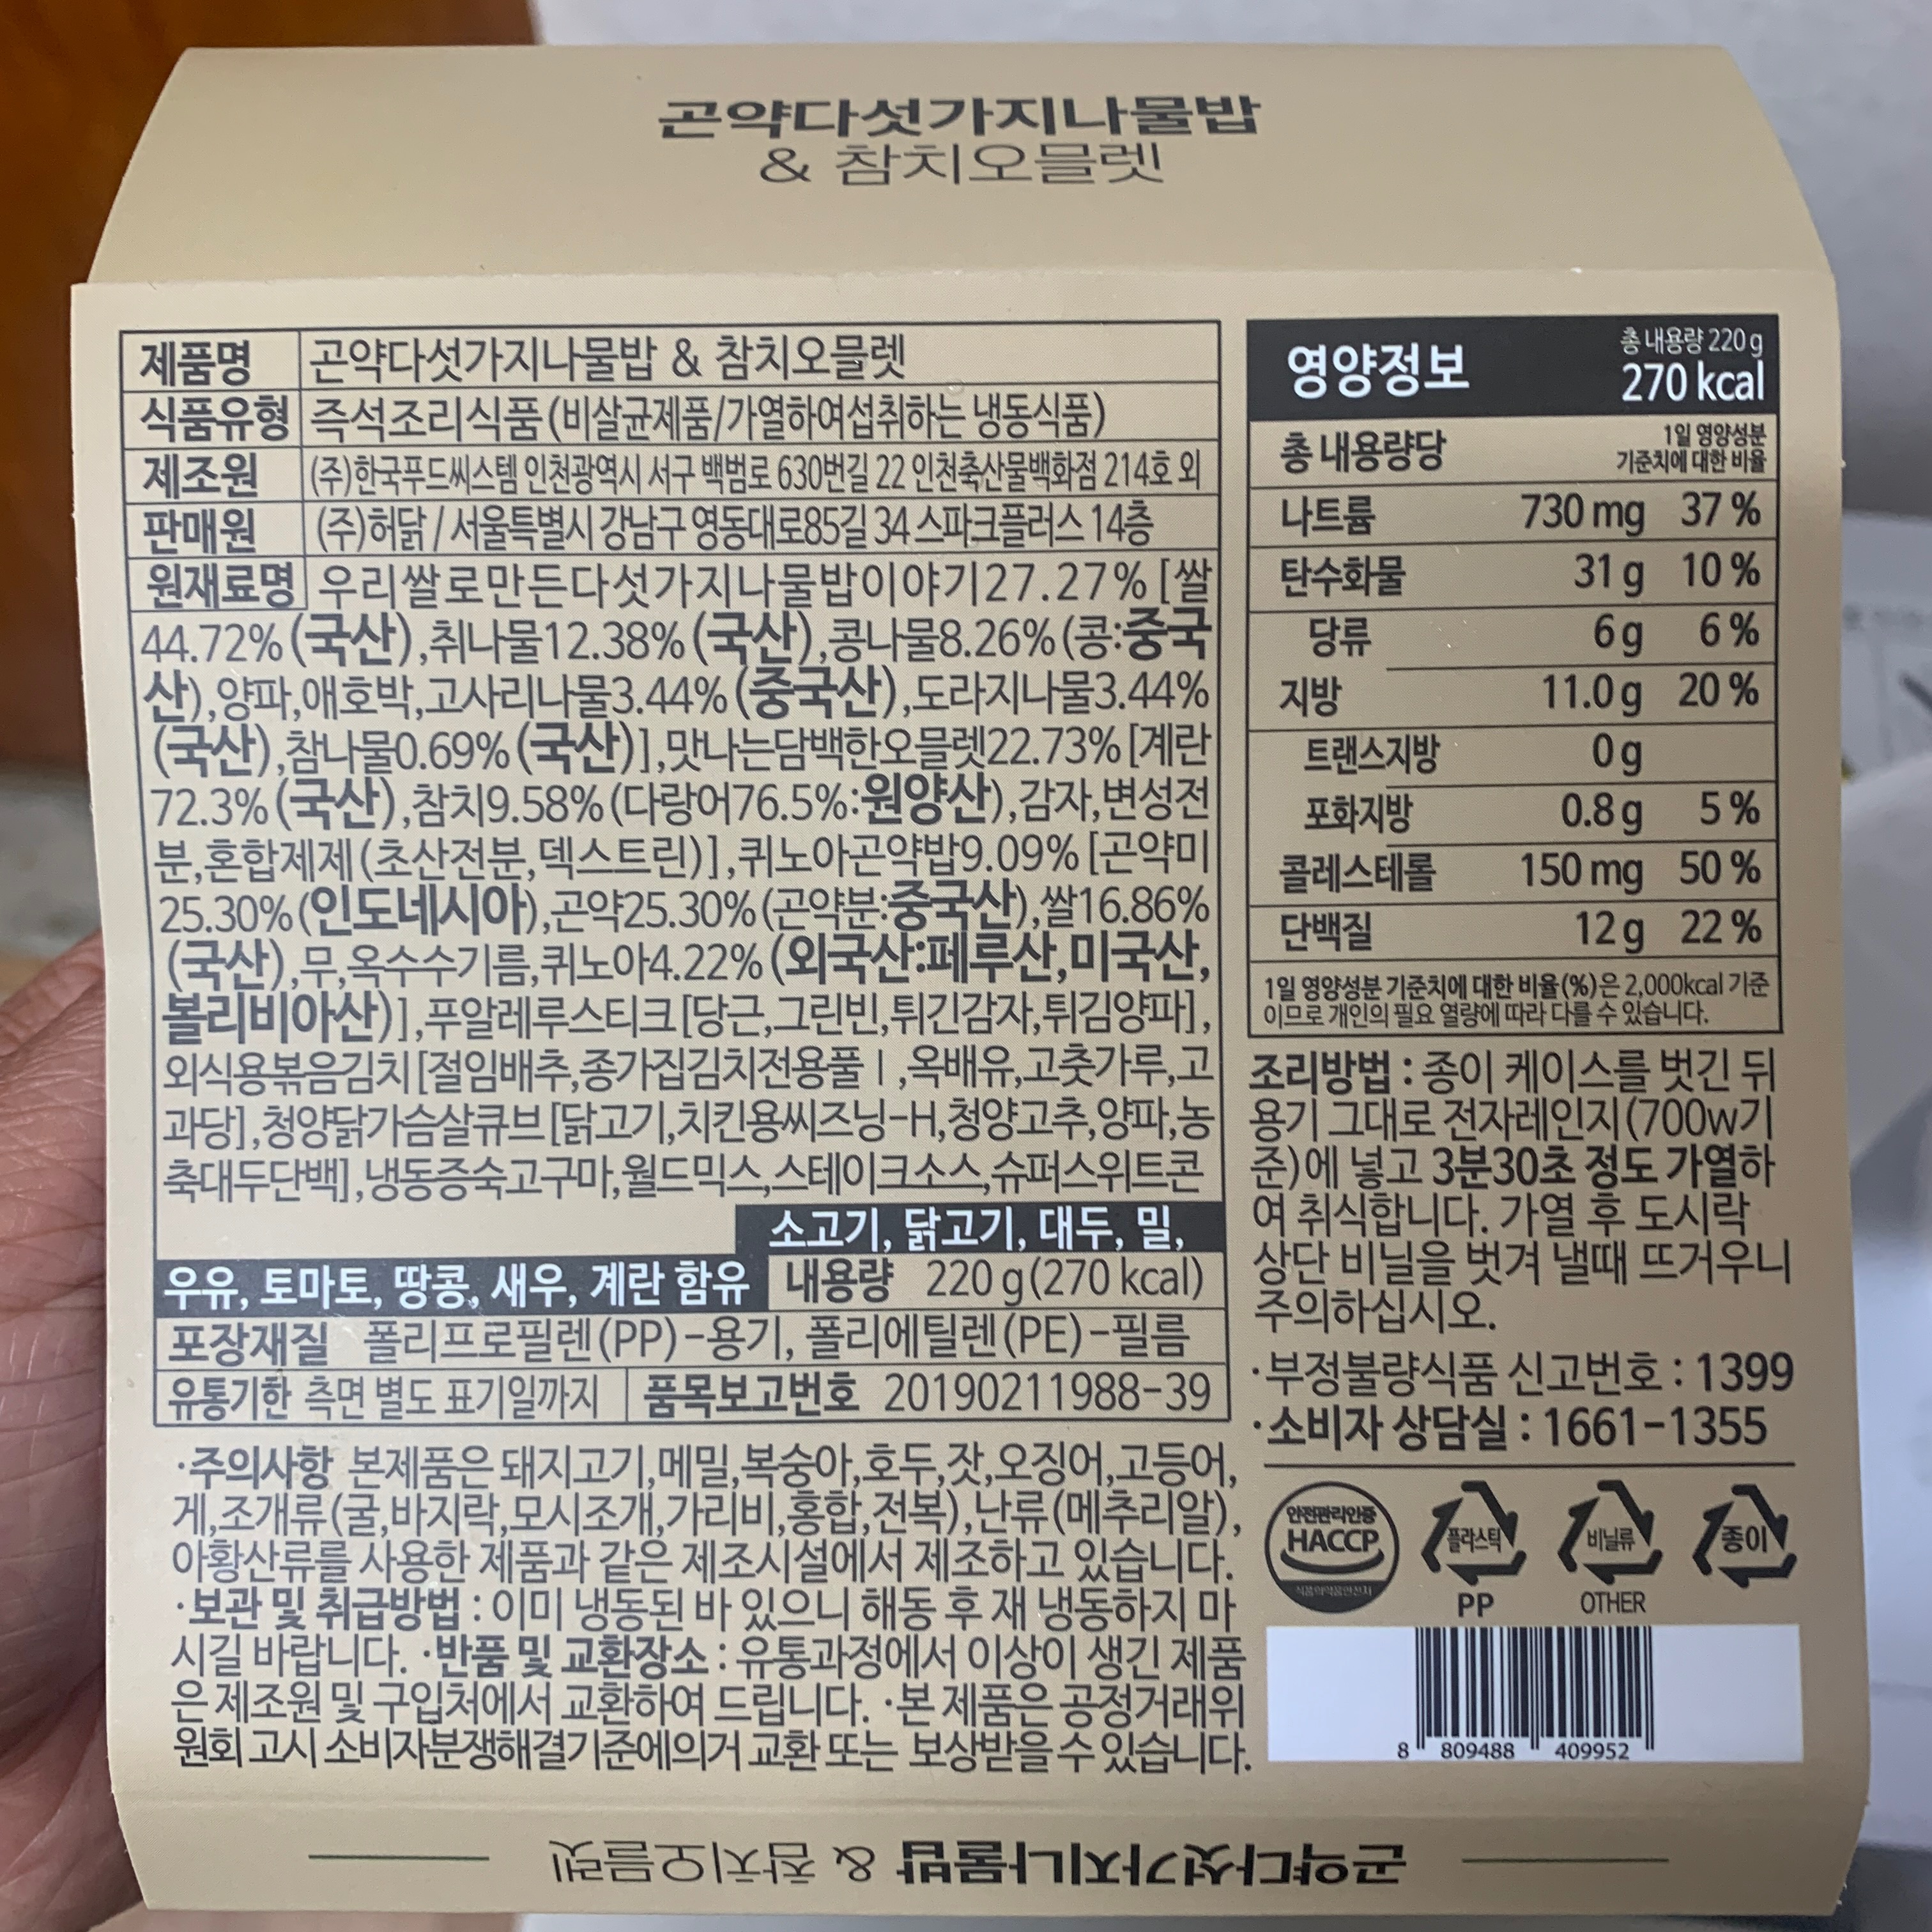 곤약다섯가지나물밥
& 참치오믈렛
제품명 곤약다섯가지나물밥 & 참치오믈렛
식품유형 즉석조리식품(비살균제품/가열하여섭취하는 냉동식품)
제조원 (주)한국푸드씨스템 인천광역시 서구 백범로 630번길 22 인천축산물백화점 214호 외
판매원 (주)허닭 / 서울특별시 강남구 영동대로85길 34 스파크플러스 14층
원재료명 우리쌀로만든다섯가지나물밥이야기27.27% [쌀
44.72% (국산),취나물12.38% (국산),콩나물8.26% (콩:중국
산),양파,애호박,고사리나물3.44% (중국산),도라지나물3.44%
(국산),참나물0.69% (국산)],맛나는담백한오믈렛22.73% [계란
72.3% (국산),참치9.58% (다랑어76.5%:원양산),감자,변성전
분,혼합제제(초산전분,덱스트린)],퀴노아곤약밥9.09% [곤약미
25.30% (인도네시아),곤약25.30% (곤약분:중국산),쌀16.86%
(국산),무,옥수수기름,퀴노아4.22% (외국산:페루산,미국산,
볼리비아산)],푸알레루스티크[당근,그린빈,튀긴감자,튀김양파],
외식용볶음김치[절임배추,종가집김치전용풀Ⅰ,옥배유,고춧가루,고
과당],청양닭가슴살큐브[닭고기,치킨용씨즈닝-H,청양고추,양파,농
축대두단백],냉동증숙고구마,월드믹스,스테이크소스,슈퍼스위트콘
소고기, 닭고기, 대두, 밀,
우유, 토마토, 땅콩, 새우, 계란 함유 내용량 220 g(270 kcal)
포장재질 폴리프로필렌(PP)-용기, 폴리에틸렌(PE)-필름
유통기한 측면 별도 표기일까지 품목보고번호 20190211988-39
·주의사항 본제품은 돼지고기,메밀,복숭아,호두,잣,오징어,고등어,
게,조개류(굴,바지락,모시조개,가리비,홍합,전복),난류(메추리알),
아황산류를 사용한 제품과 같은 제조시설에서 제조하고 있습니다.
·보관 및 취급방법 : 이미 냉동된 바 있으니 해동 후 재 냉동하지 마
시길 바랍니다. ·반품 및 교환장소 : 유통과정에서 이상이 생긴 제품
은 제조원 및 구입처에서 교환하여 드립니다. ·본 제품은 공정거래위
원회 고시 소비자분쟁해결기준에의거 교환 또는 보상받을 수 있습니다.
영양정보 총 내용량 220 g
270 kcal
총 내용량당 1일 영양성분
기준치에 대한 비율
나트륨 730 mg 37 %
탄수화물 31 g 10 %
당류 6 g 6 %
지방 11.0 g 20 %
트랜스지방 0 g
포화지방 0.8 g 5 %
콜레스테롤 150 mg 50 %
단백질 12 g 22 %
1일 영양성분 기준치에 대한 비율(%)은 2,000kcal 기준
이므로 개인의 필요 열량에 따라 다를 수 있습니다.
조리방법 : 종이 케이스를 벗긴 뒤
용기 그대로 전자레인지(700w기
준)에 넣고 3분30초 정도 가열하
여 취식합니다. 가열 후 도시락
상단 비닐을 벗겨 낼때 뜨거우니
주의하십시오.
·부정불량식품 신고번호 : 1399
·소비자 상담실 : 1661-1355
안전관리인증
HACCP
식품의약품안전처
플라스틱
PP
비닐류
OTHER
종이
8 809488 409952
곤약다섯가지나물밥 & 참치오믈렛